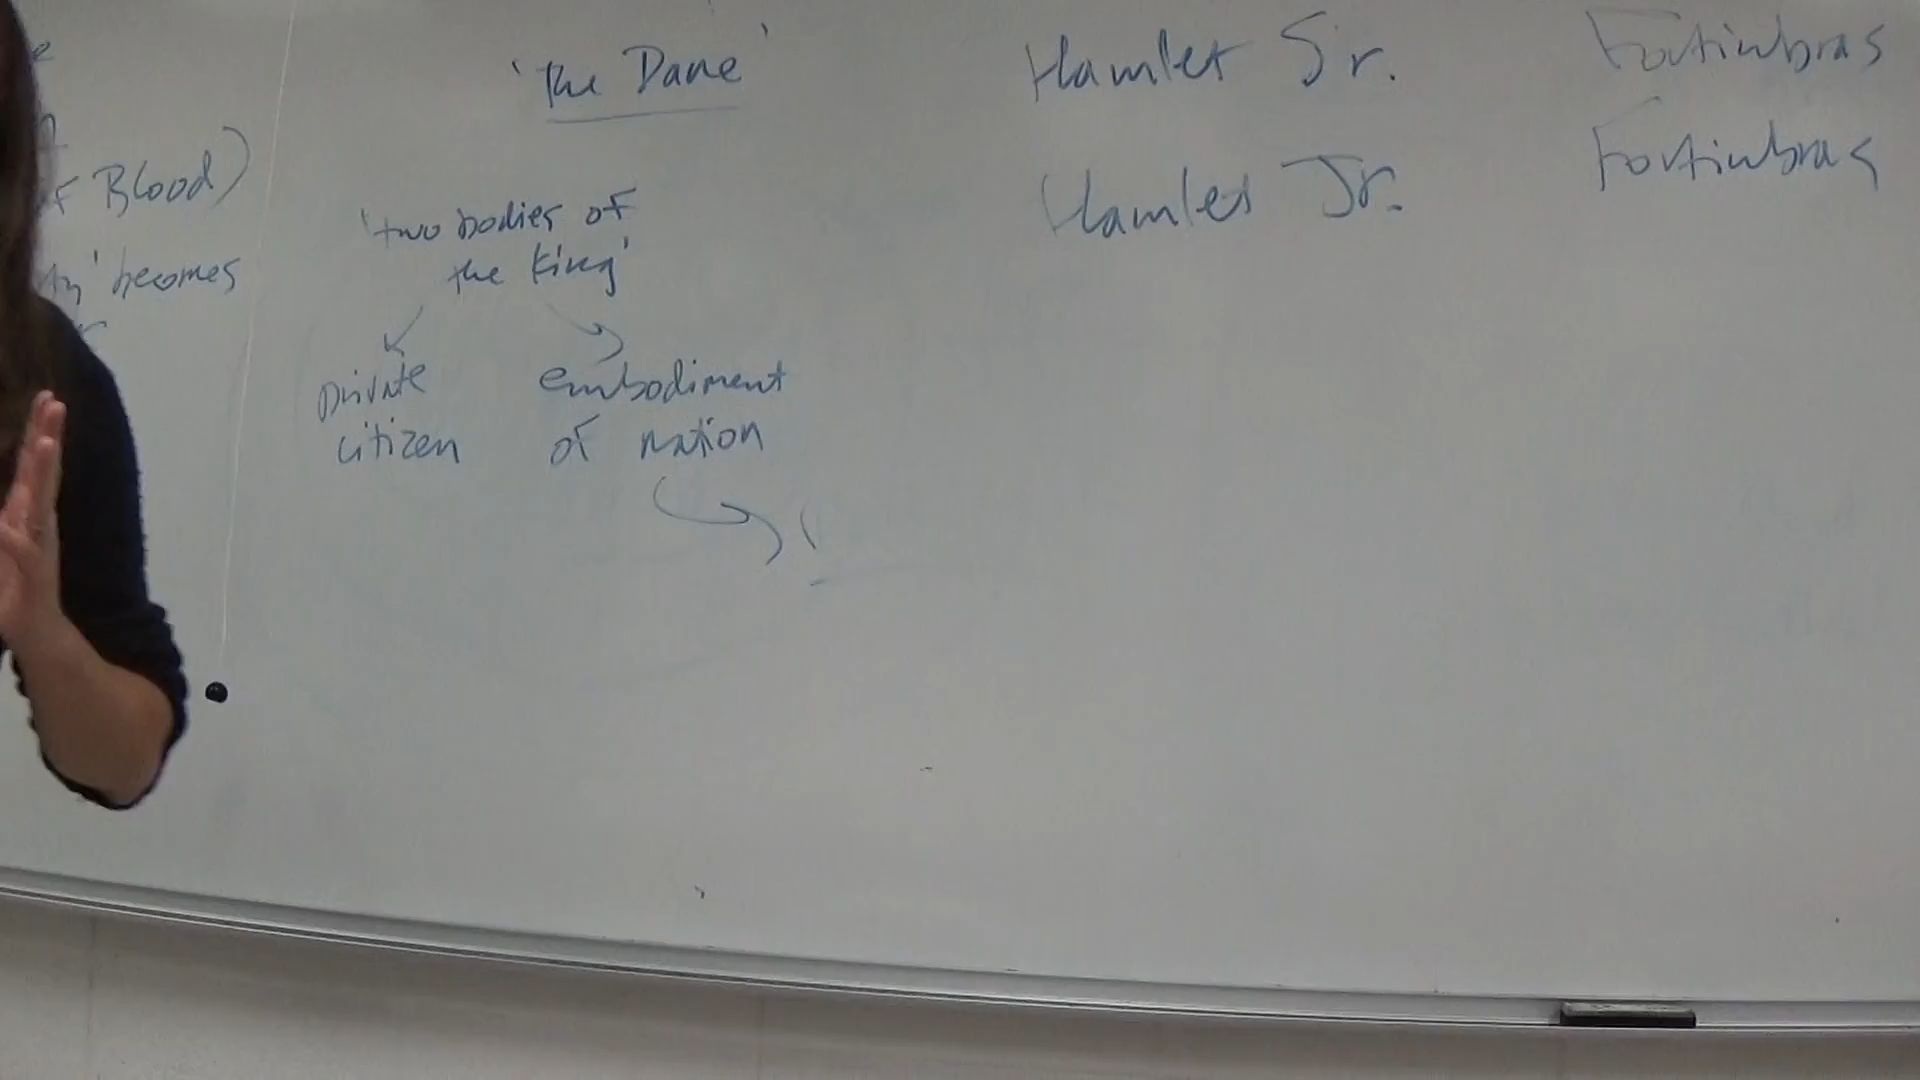 of Blood)
becomes
'The Dane'
'two bodies of
the King'
private
citizen
embodiment
of nation
Hamlet Sr.
Hamlet Jr.
Fortinbras
Fortinbras